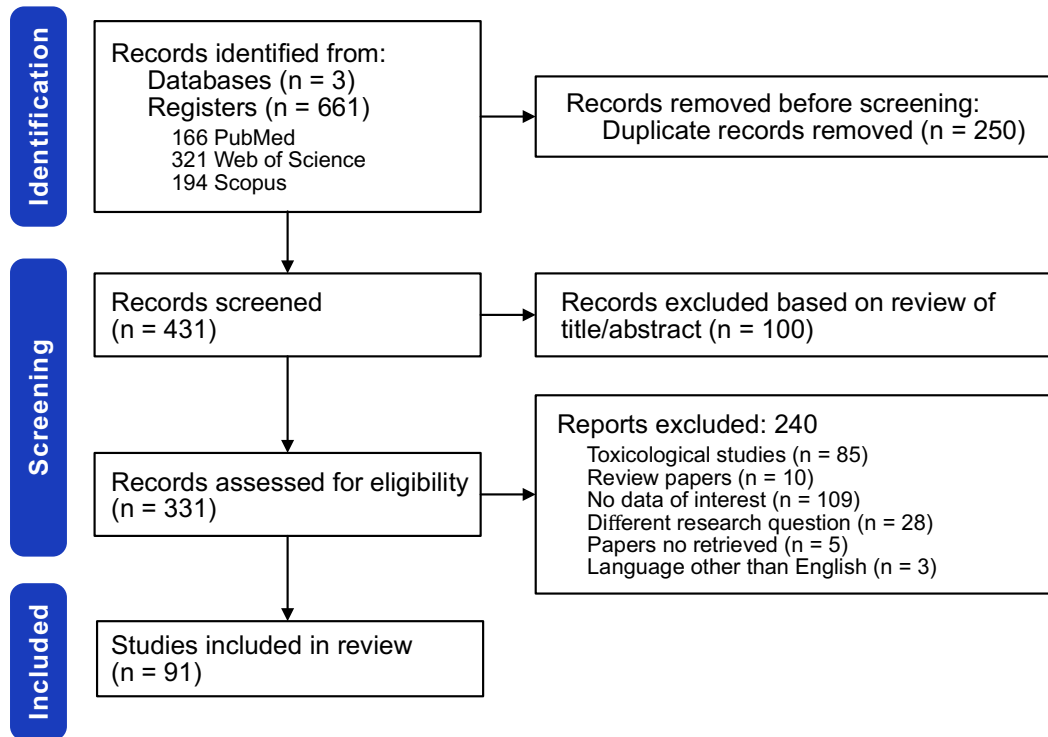 Identification
Records identified from:
Databases (n = 3)
Registers (n = 661)
166 PubMed
321 Web of Science
194 Scopus
Records removed before screening:
Duplicate records removed (n = 250)
Screening
Records screened
(n = 431)
Records excluded based on review of
title/abstract (n = 100)
Records assessed for eligibility
(n = 331)
Reports excluded: 240
Toxicological studies (n = 85)
Review papers (n = 10)
No data of interest (n = 109)
Different research question (n = 28)
Papers no retrieved (n = 5)
Language other than English (n = 3)
Included
Studies included in review
(n = 91)